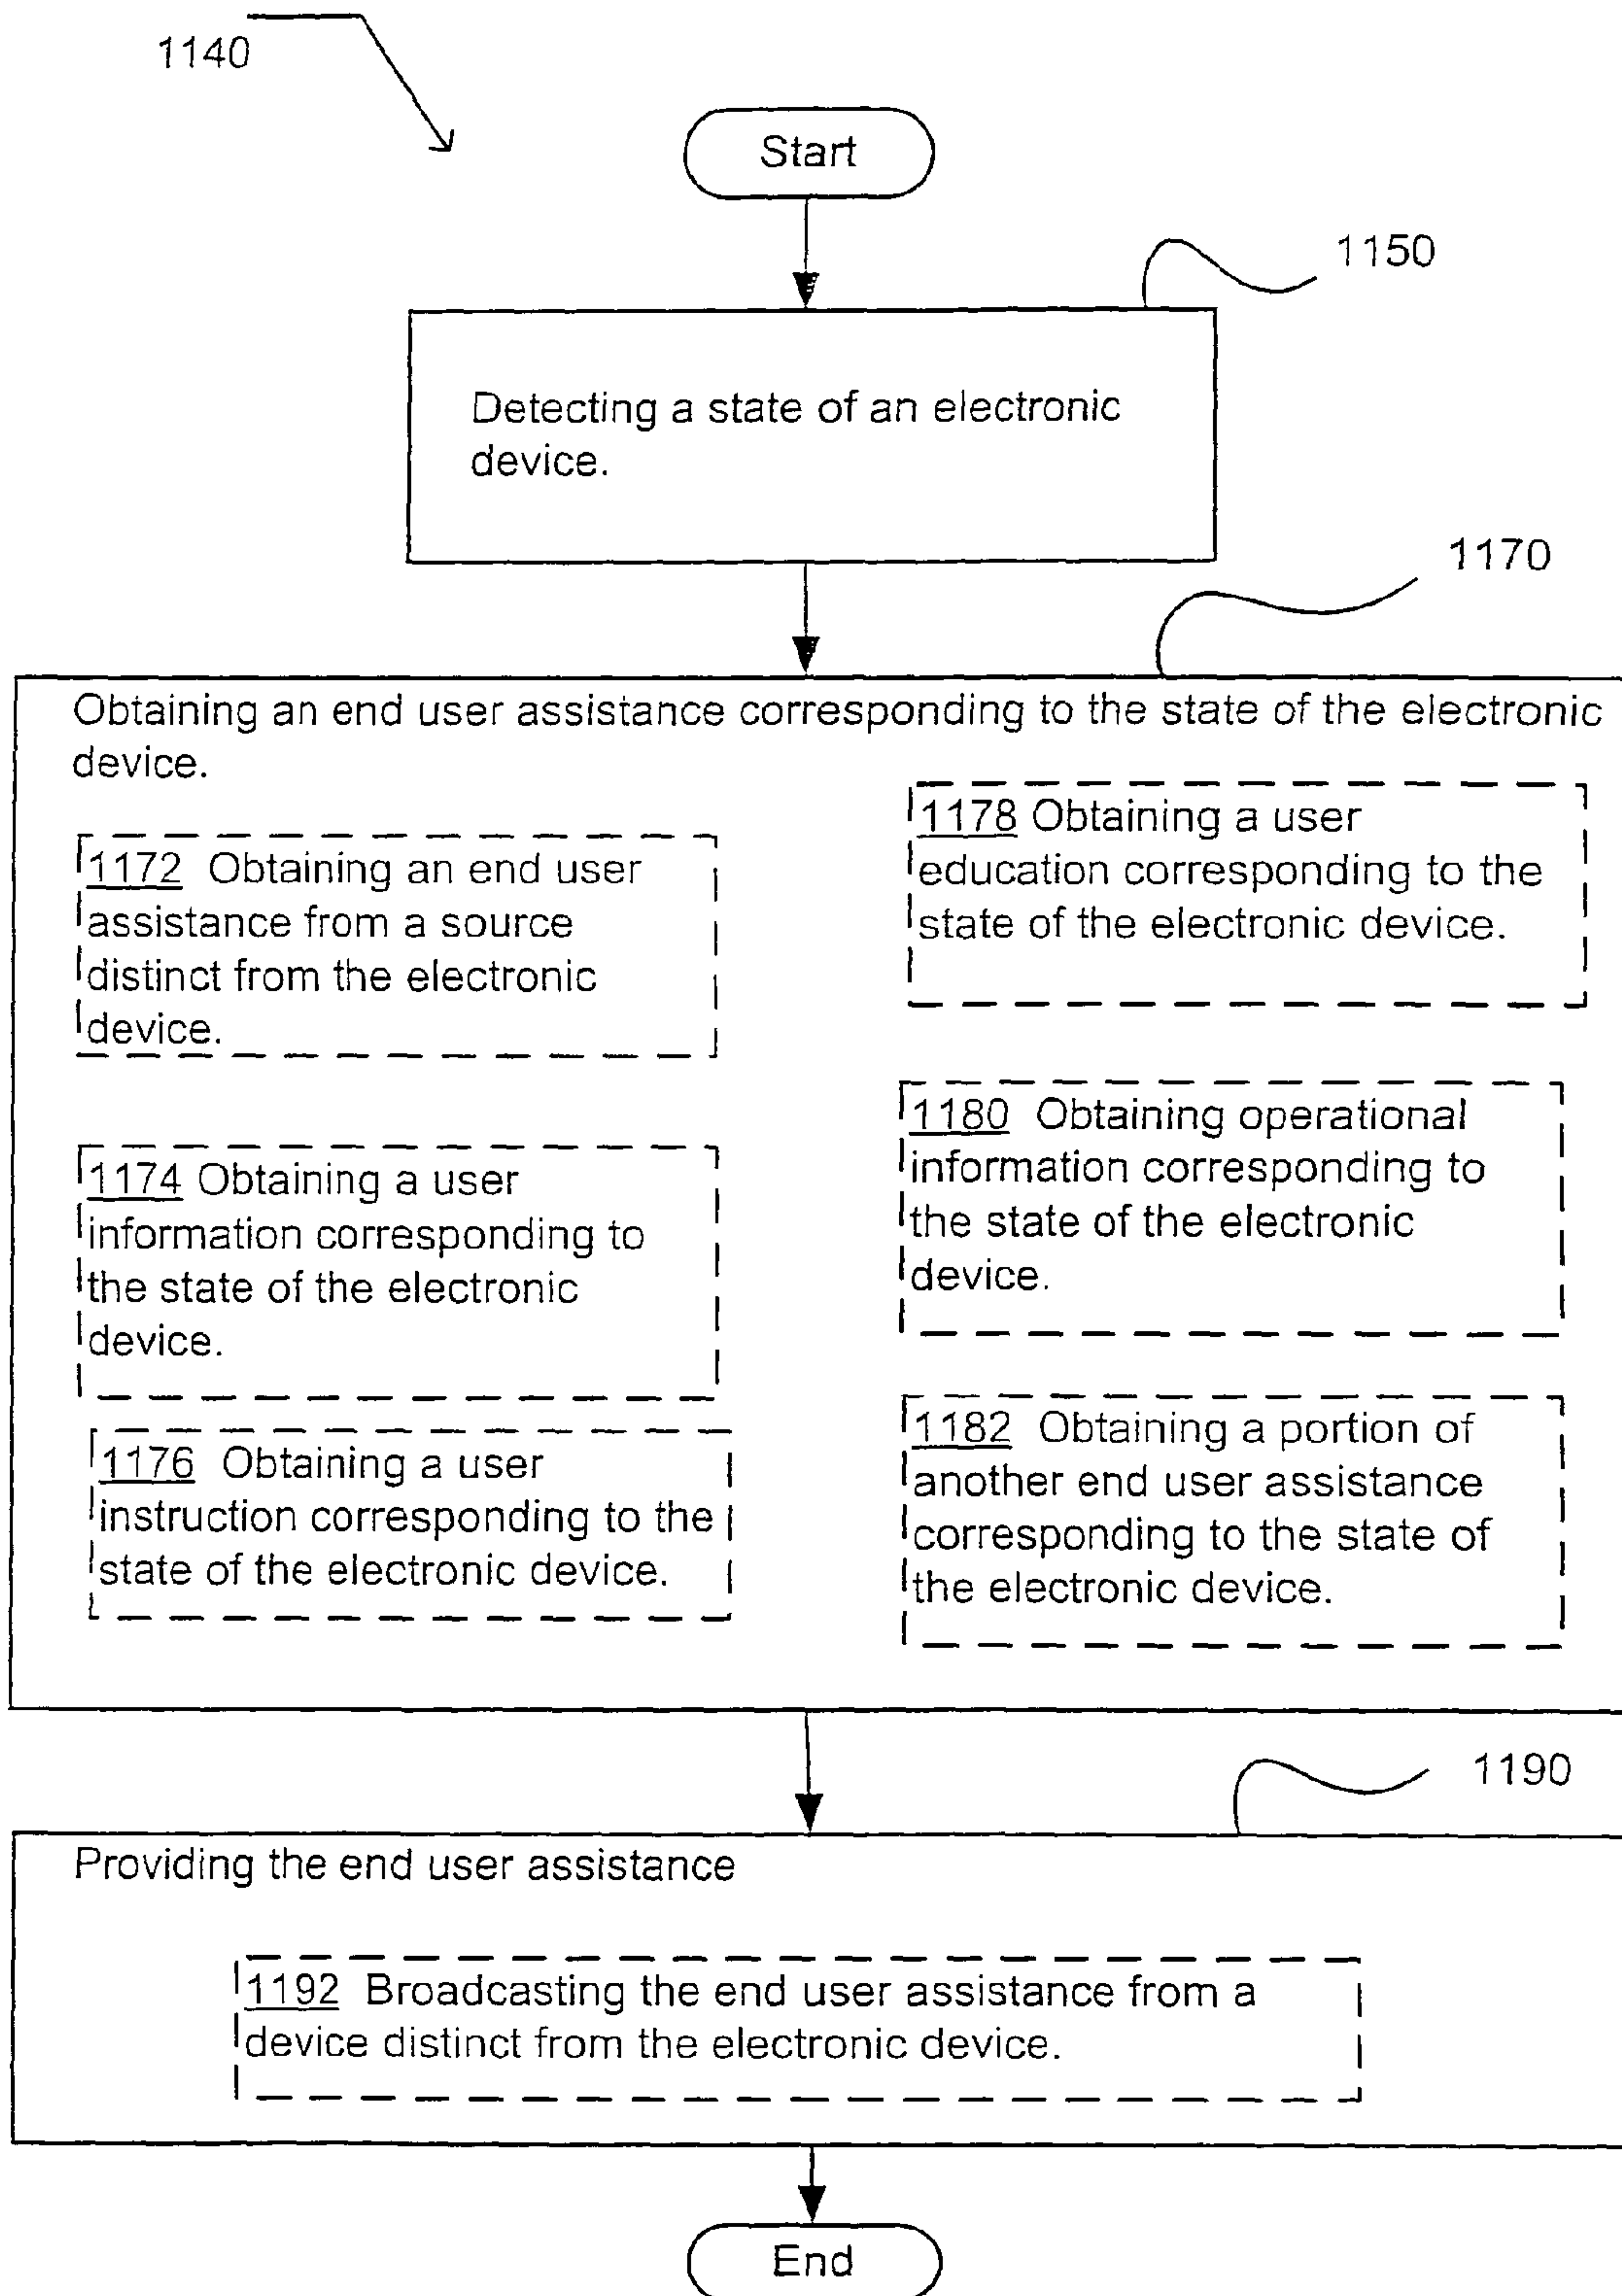 1140
Start
1150
Detecting a state of an electronic
device.
1170
Obtaining an end user assistance corresponding to the state of the electronic
device.
1172 Obtaining an end user
assistance from a source
distinct from the electronic
device.
1174 Obtaining a user
information corresponding to
the state of the electronic
device.
1176 Obtaining a user
instruction corresponding to the
state of the electronic device.
1178 Obtaining a user
education corresponding to the
state of the electronic device.
1180 Obtaining operational
information corresponding to
the state of the electronic
device.
1182 Obtaining a portion of
another end user assistance
corresponding to the state of
the electronic device.
1190
Providing the end user assistance
1192 Broadcasting the end user assistance from a
device distinct from the electronic device.
End